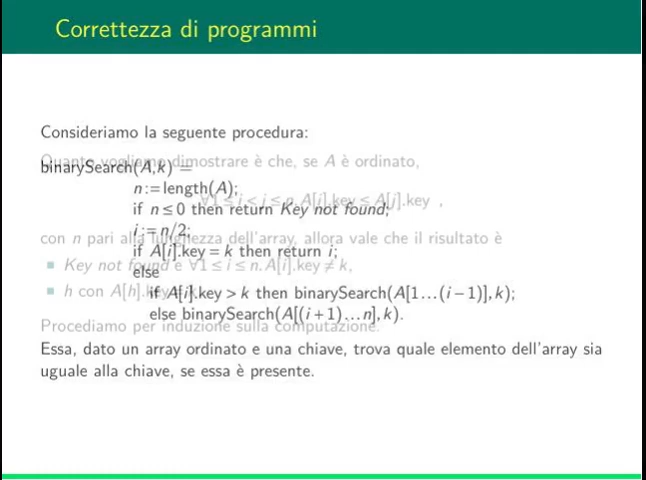 Correttezza di programmi
Consideriamo la seguente procedura:
Quanto vogliamo dimostrare è che, se A è ordinato,
binarySearch(A,k) =
n:=length(A);
A[i].key ≤ A[j].key ,
if n ≤ 0 then return Key not found;
i := n/2;
con n pari alla lunghezza dell'array, allora vale che il risultato è
if A[i].key = k then return i;
▪ Key not found e ∀1 ≤ i ≤ n. A[i].key ≠ k,
else
▪ h con A[h].key
if A[i].key > k then binarySearch(A[1…(i−1)],k);
else binarySearch(A[(i+1)…n],k).
Procediamo per induzione sulla computazione.
Essa, dato un array ordinato e una chiave, trova quale elemento dell'array sia
uguale alla chiave, se essa è presente.